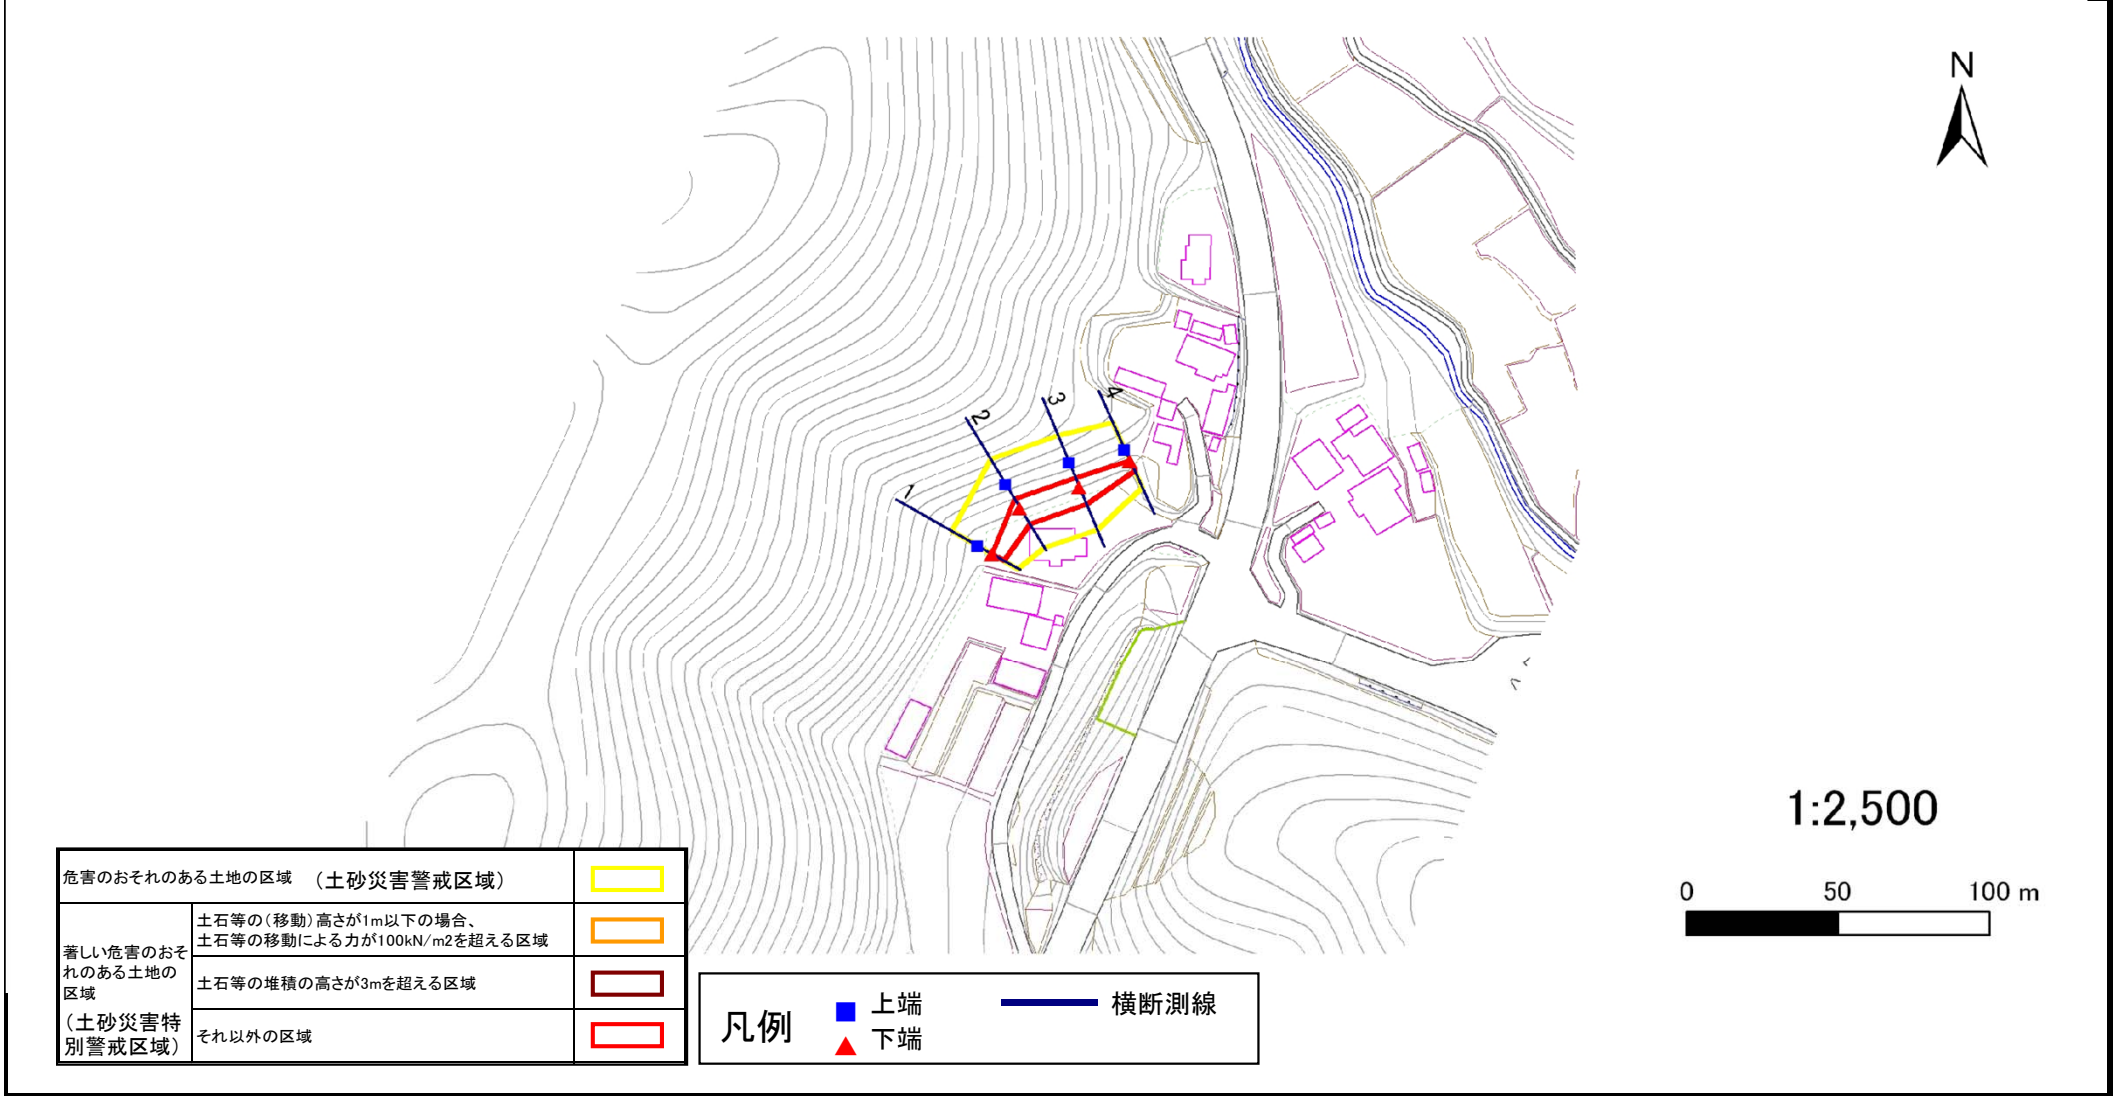 N
1
2
3
4
1:2,500
0 50 100 m
危害のおそれのある土地の区域 （土砂災害警戒区域）
著しい危害のおそ
れのある土地の
区域
（土砂災害特
別警戒区域）
土石等の（移動）高さが1m以下の場合、
土石等の移動による力が100kN/m2を超える区域
土石等の堆積の高さが3mを超える区域
それ以外の区域
凡例
上端
下端
横断測線